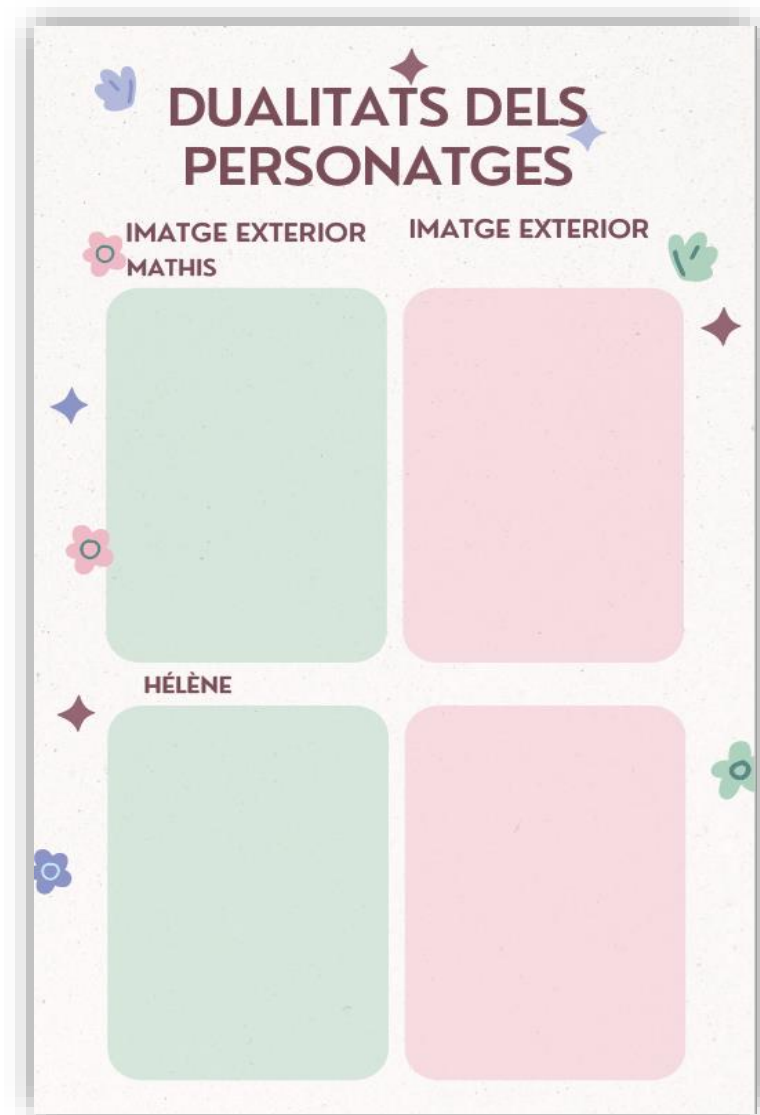 DUALITATS DELS
PERSONATGES
IMATGE EXTERIOR
IMATGE EXTERIOR
MATHIS
HÉLÈNE